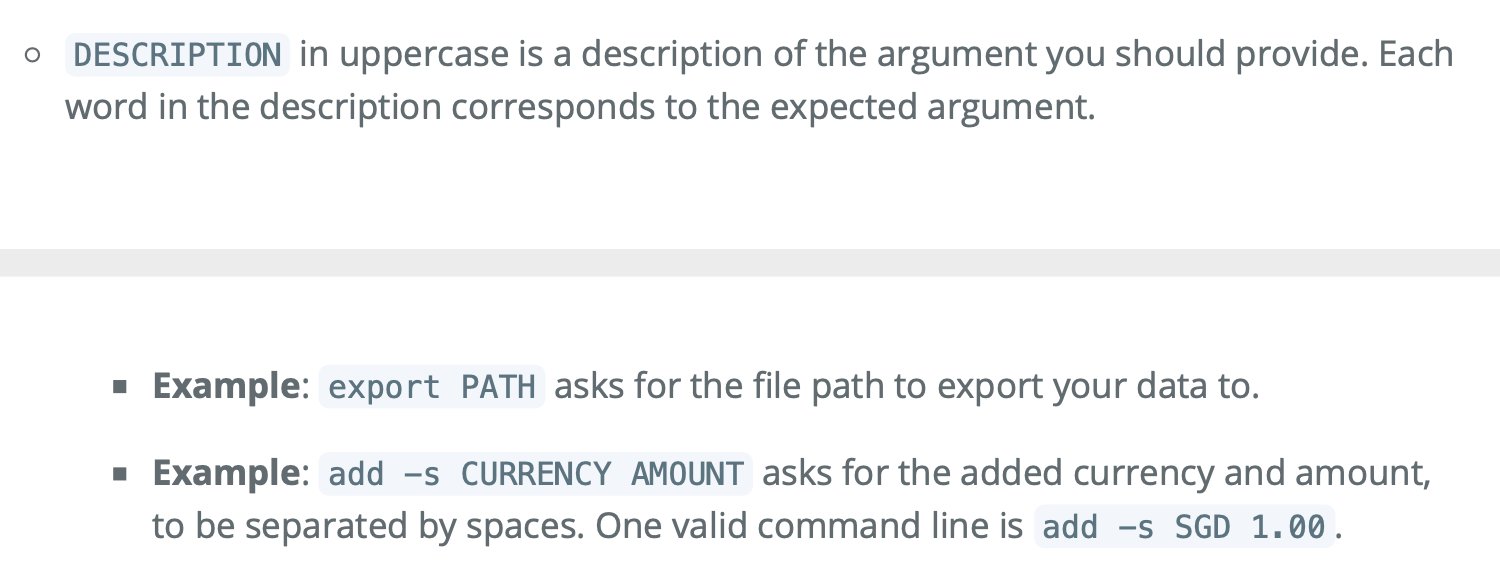 DESCRIPTION in uppercase is a description of the argument you should provide. Each
word in the description corresponds to the expected argument.
Example: export PATH asks for the file path to export your data to.
Example: add –s CURRENCY AMOUNT asks for the added currency and amount,
to be separated by spaces. One valid command line is add –s SGD 1.00.